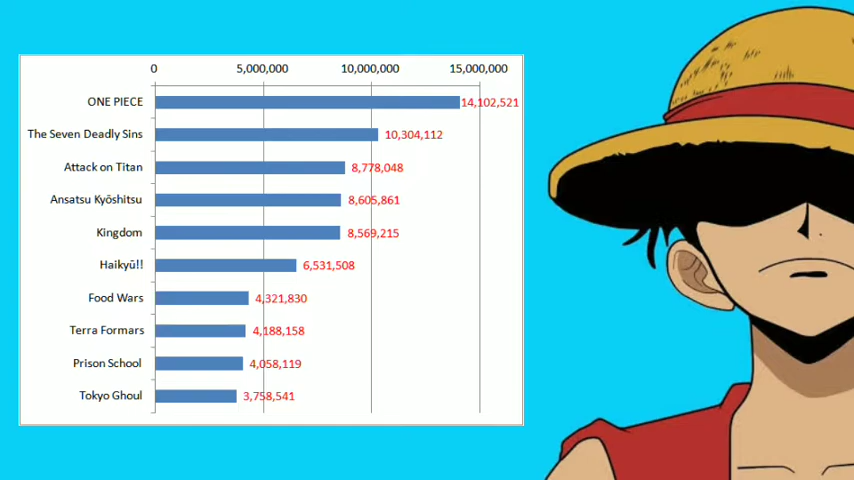 0 5,000,000 10,000,000 15,000,000
ONE PIECE 14,102,521
The Seven Deadly Sins 10,304,112
Attack on Titan 8,778,048
Ansatsu Kyōshitsu 8,605,861
Kingdom 8,569,215
Haikyū!! 6,531,508
Food Wars 4,321,830
Terra Formars 4,188,158
Prison School 4,058,119
Tokyo Ghoul 3,758,541